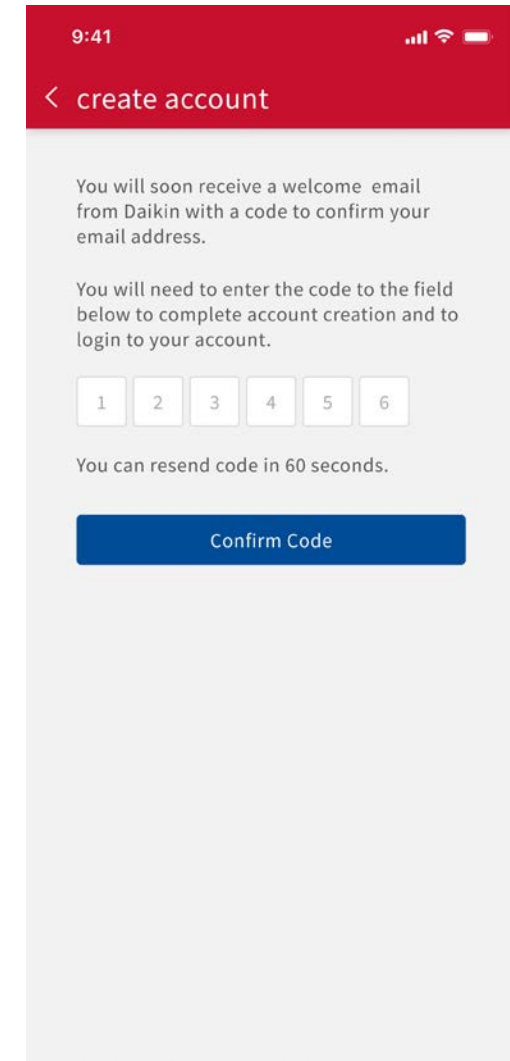 9:41
create account
You will soon receive a welcome  email
from Daikin with a code to confirm your
email address.
You will need to enter the code to the field
below to complete account creation and to
login to your account.
1 2 3 4 5 6
You can resend code in 60 seconds.
Confirm Code